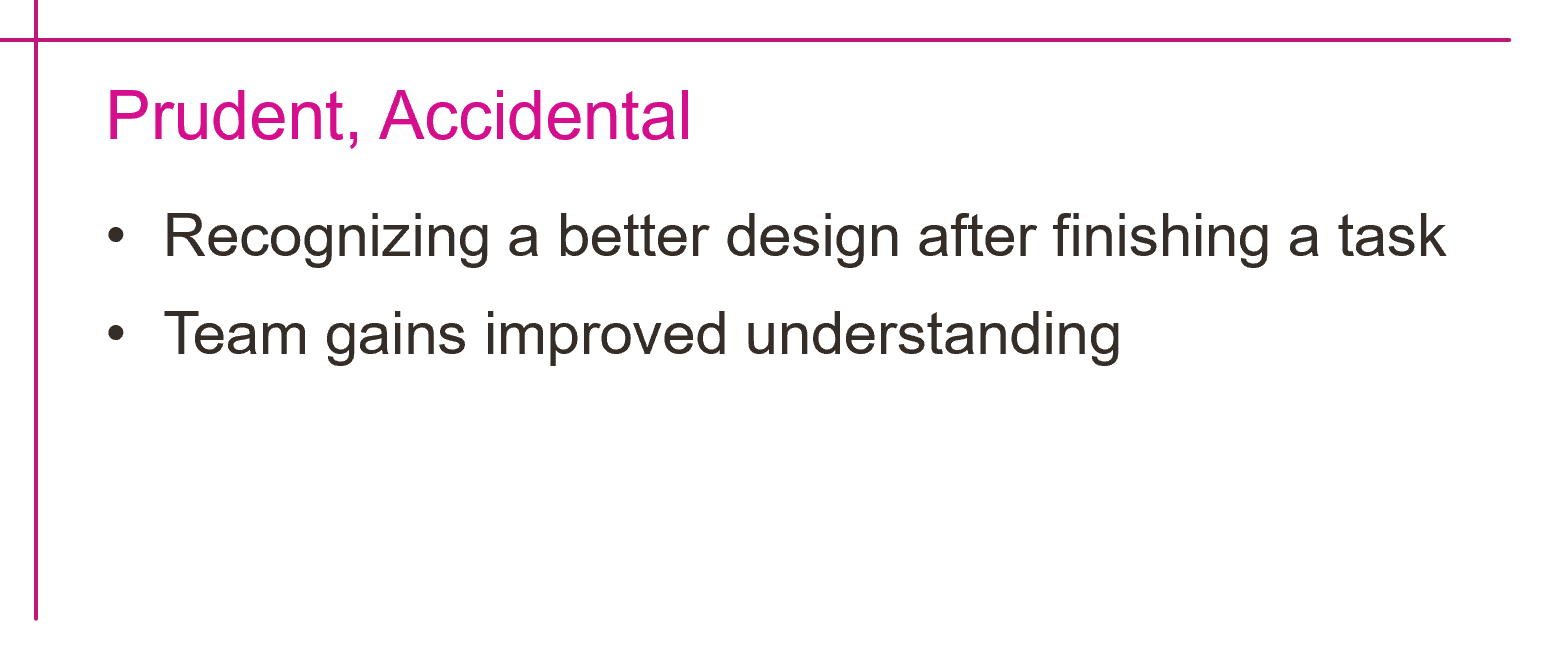 Prudent, Accidental
• Recognizing a better design after finishing a task
• Team gains improved understanding